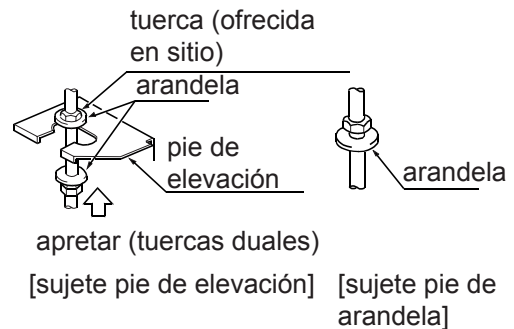 tuerca (ofrecida
en sitio)
arandela
pie de
elevación
arandela
apretar (tuercas duales)
[sujete pie de elevación]
[sujete pie de
arandela]